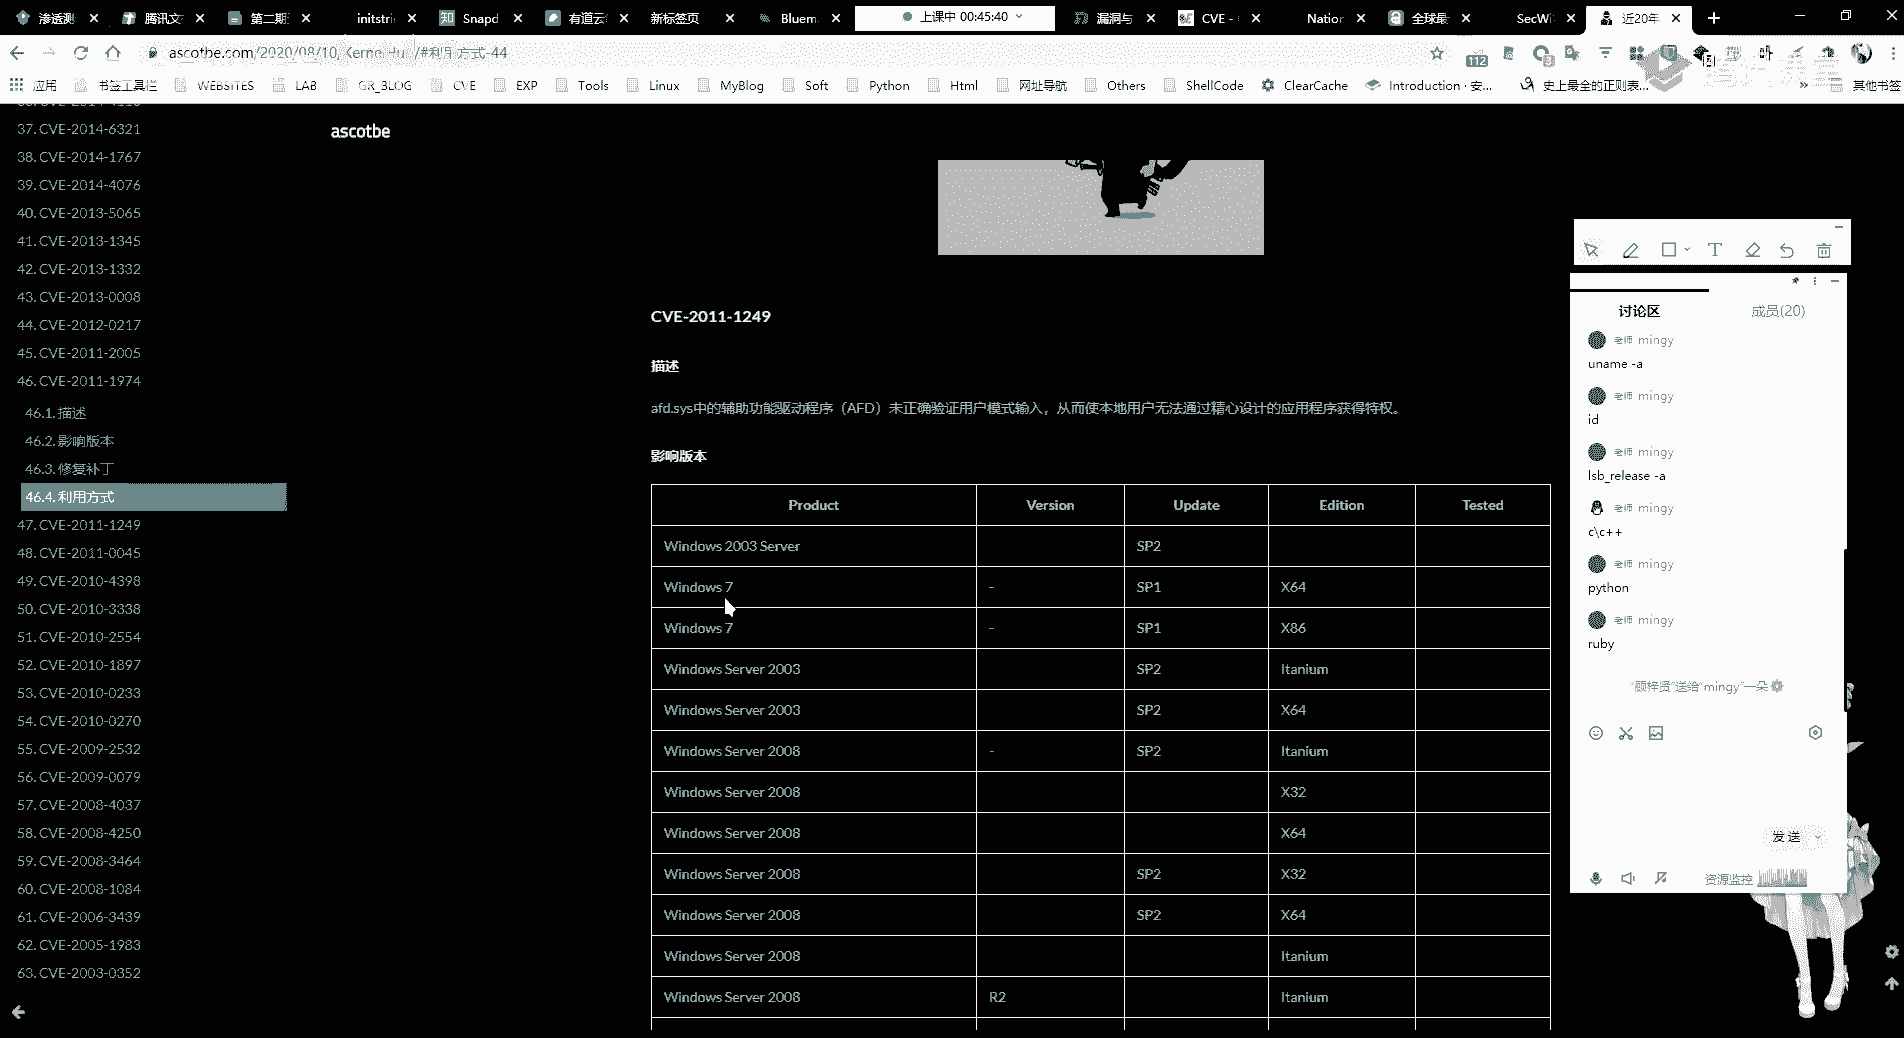 渗透测
腾讯文
第二期
initstri
知 Snapd
有道云
新标签页
Bluem
上课中 00:45:40
漏洞与
CVE -
Nation
全球最
SecWi
近20年
ascotbe.com/2020/08/10/KernelHub/#利用方式-44
112
应用 书签工具栏 WEBSITES LAB GR_BLOG CVE EXP Tools Linux MyBlog Soft Python Html 网址导航 Others ShellCode ClearCache Introduction · 安... 史上最全的正则表... » 其他书签
37. CVE-2014-6321
38. CVE-2014-1767
39. CVE-2014-4076
40. CVE-2013-5065
41. CVE-2013-1345
42. CVE-2013-1332
43. CVE-2013-0008
44. CVE-2012-0217
45. CVE-2011-2005
46. CVE-2011-1974
46.1. 描述
46.2. 影响版本
46.3. 修复补丁
46.4. 利用方式
47. CVE-2011-1249
48. CVE-2011-0045
49. CVE-2010-4398
50. CVE-2010-3338
51. CVE-2010-2554
52. CVE-2010-1897
53. CVE-2010-0233
54. CVE-2010-0270
55. CVE-2009-2532
56. CVE-2009-0079
57. CVE-2008-4037
58. CVE-2008-4250
59. CVE-2008-3464
60. CVE-2008-1084
61. CVE-2006-3439
62. CVE-2005-1983
63. CVE-2003-0352
ascotbe
CVE-2011-1249
描述
afd.sys中的辅助功能驱动程序（AFD）未正确验证用户模式输入，从而使本地用户无法通过精心设计的应用程序获得特权。
影响版本
Product Version Update Edition Tested
Windows 2003 Server SP2
Windows 7 - SP1 X64
Windows 7 - SP1 X86
Windows Server 2003 SP2 Itanium
Windows Server 2003 SP2 X64
Windows Server 2008 - SP2 Itanium
Windows Server 2008 X32
Windows Server 2008 X64
Windows Server 2008 SP2 X32
Windows Server 2008 SP2 X64
Windows Server 2008 Itanium
Windows Server 2008 R2 Itanium
讨论区 成员(20)
老师 mingy
uname -a
老师 mingy
id
老师 mingy
lsb_release -a
老师 mingy
c\c++
老师 mingy
python
老师 mingy
ruby
“顾梓贤”送给“mingy”一朵
发送
资源监控